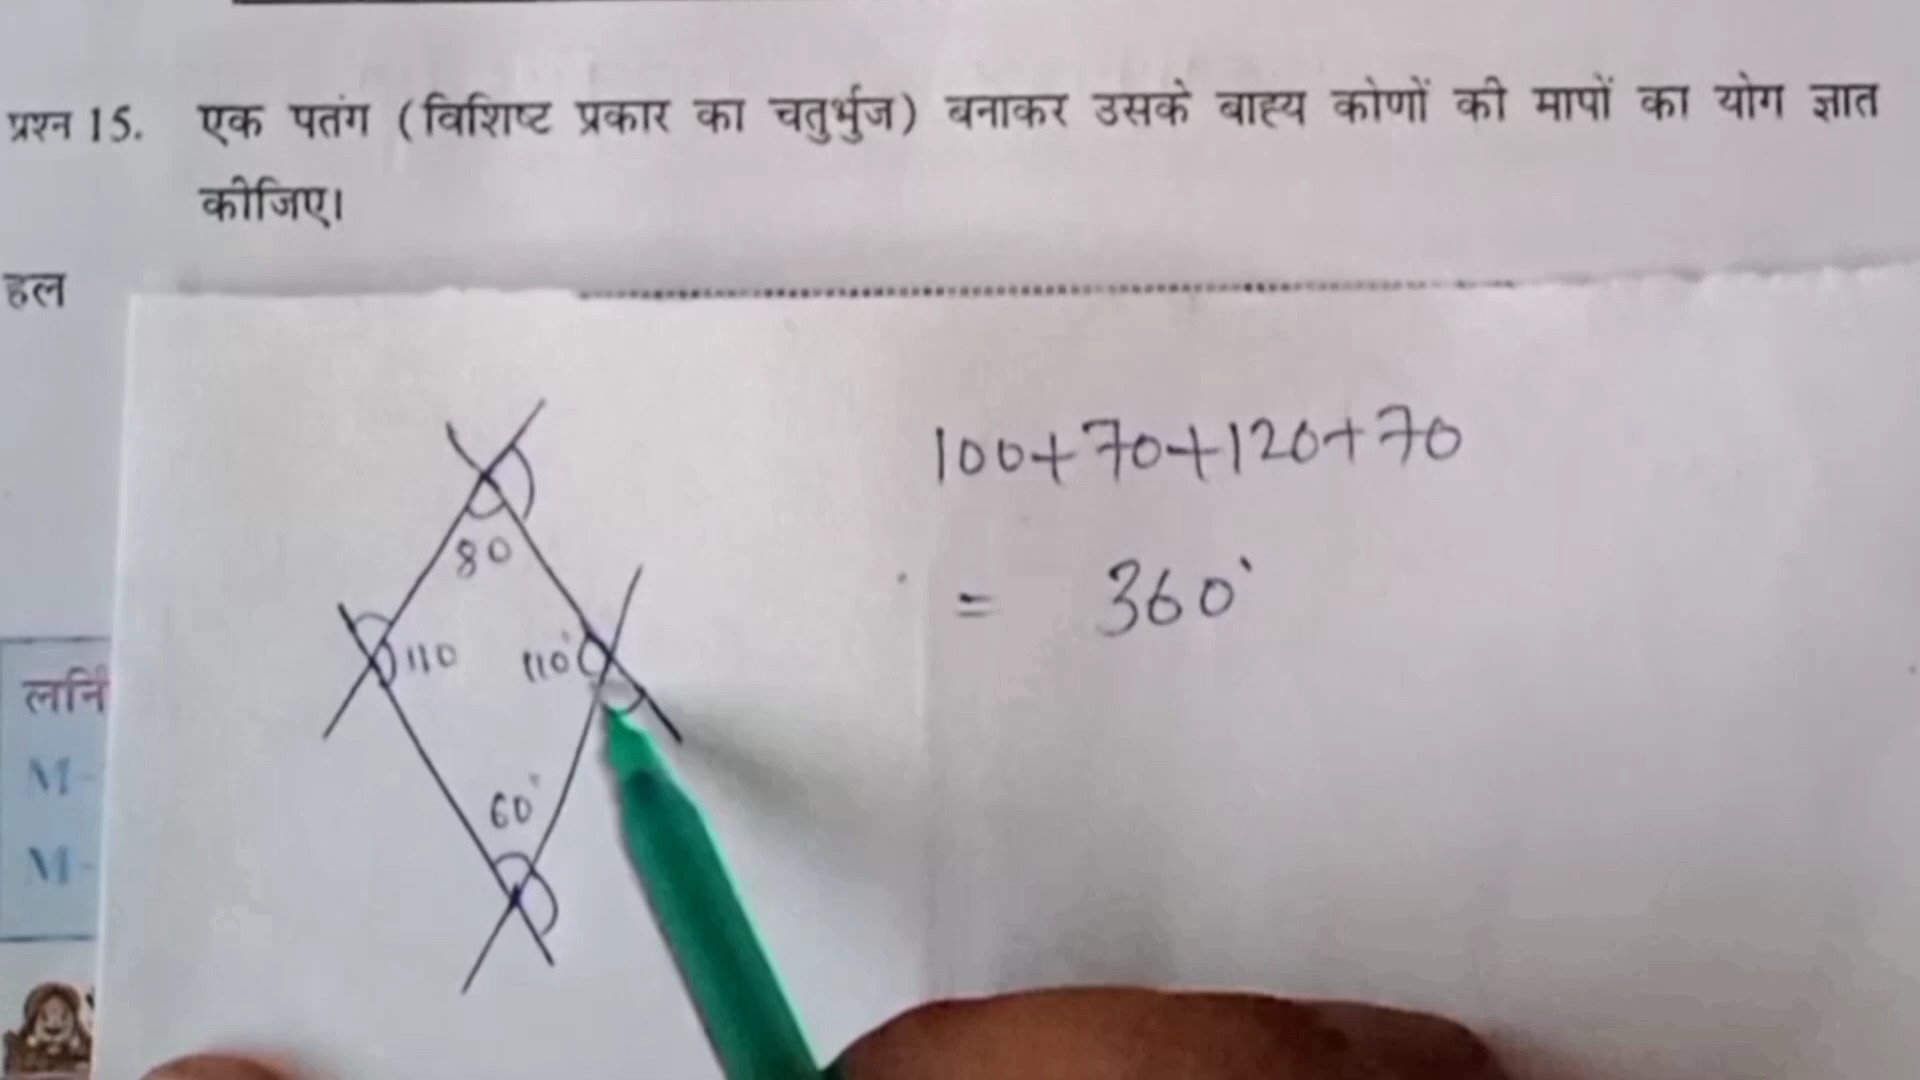 प्रश्न 15. एक पतंग (विशिष्ट प्रकार का चतुर्भुज) बनाकर उसके बाह्य कोणों की मापों का योग ज्ञात
कीजिए।
हल
100+70+120+70
80
= 360°
110 110°
लर्नि
M-
60°
M-